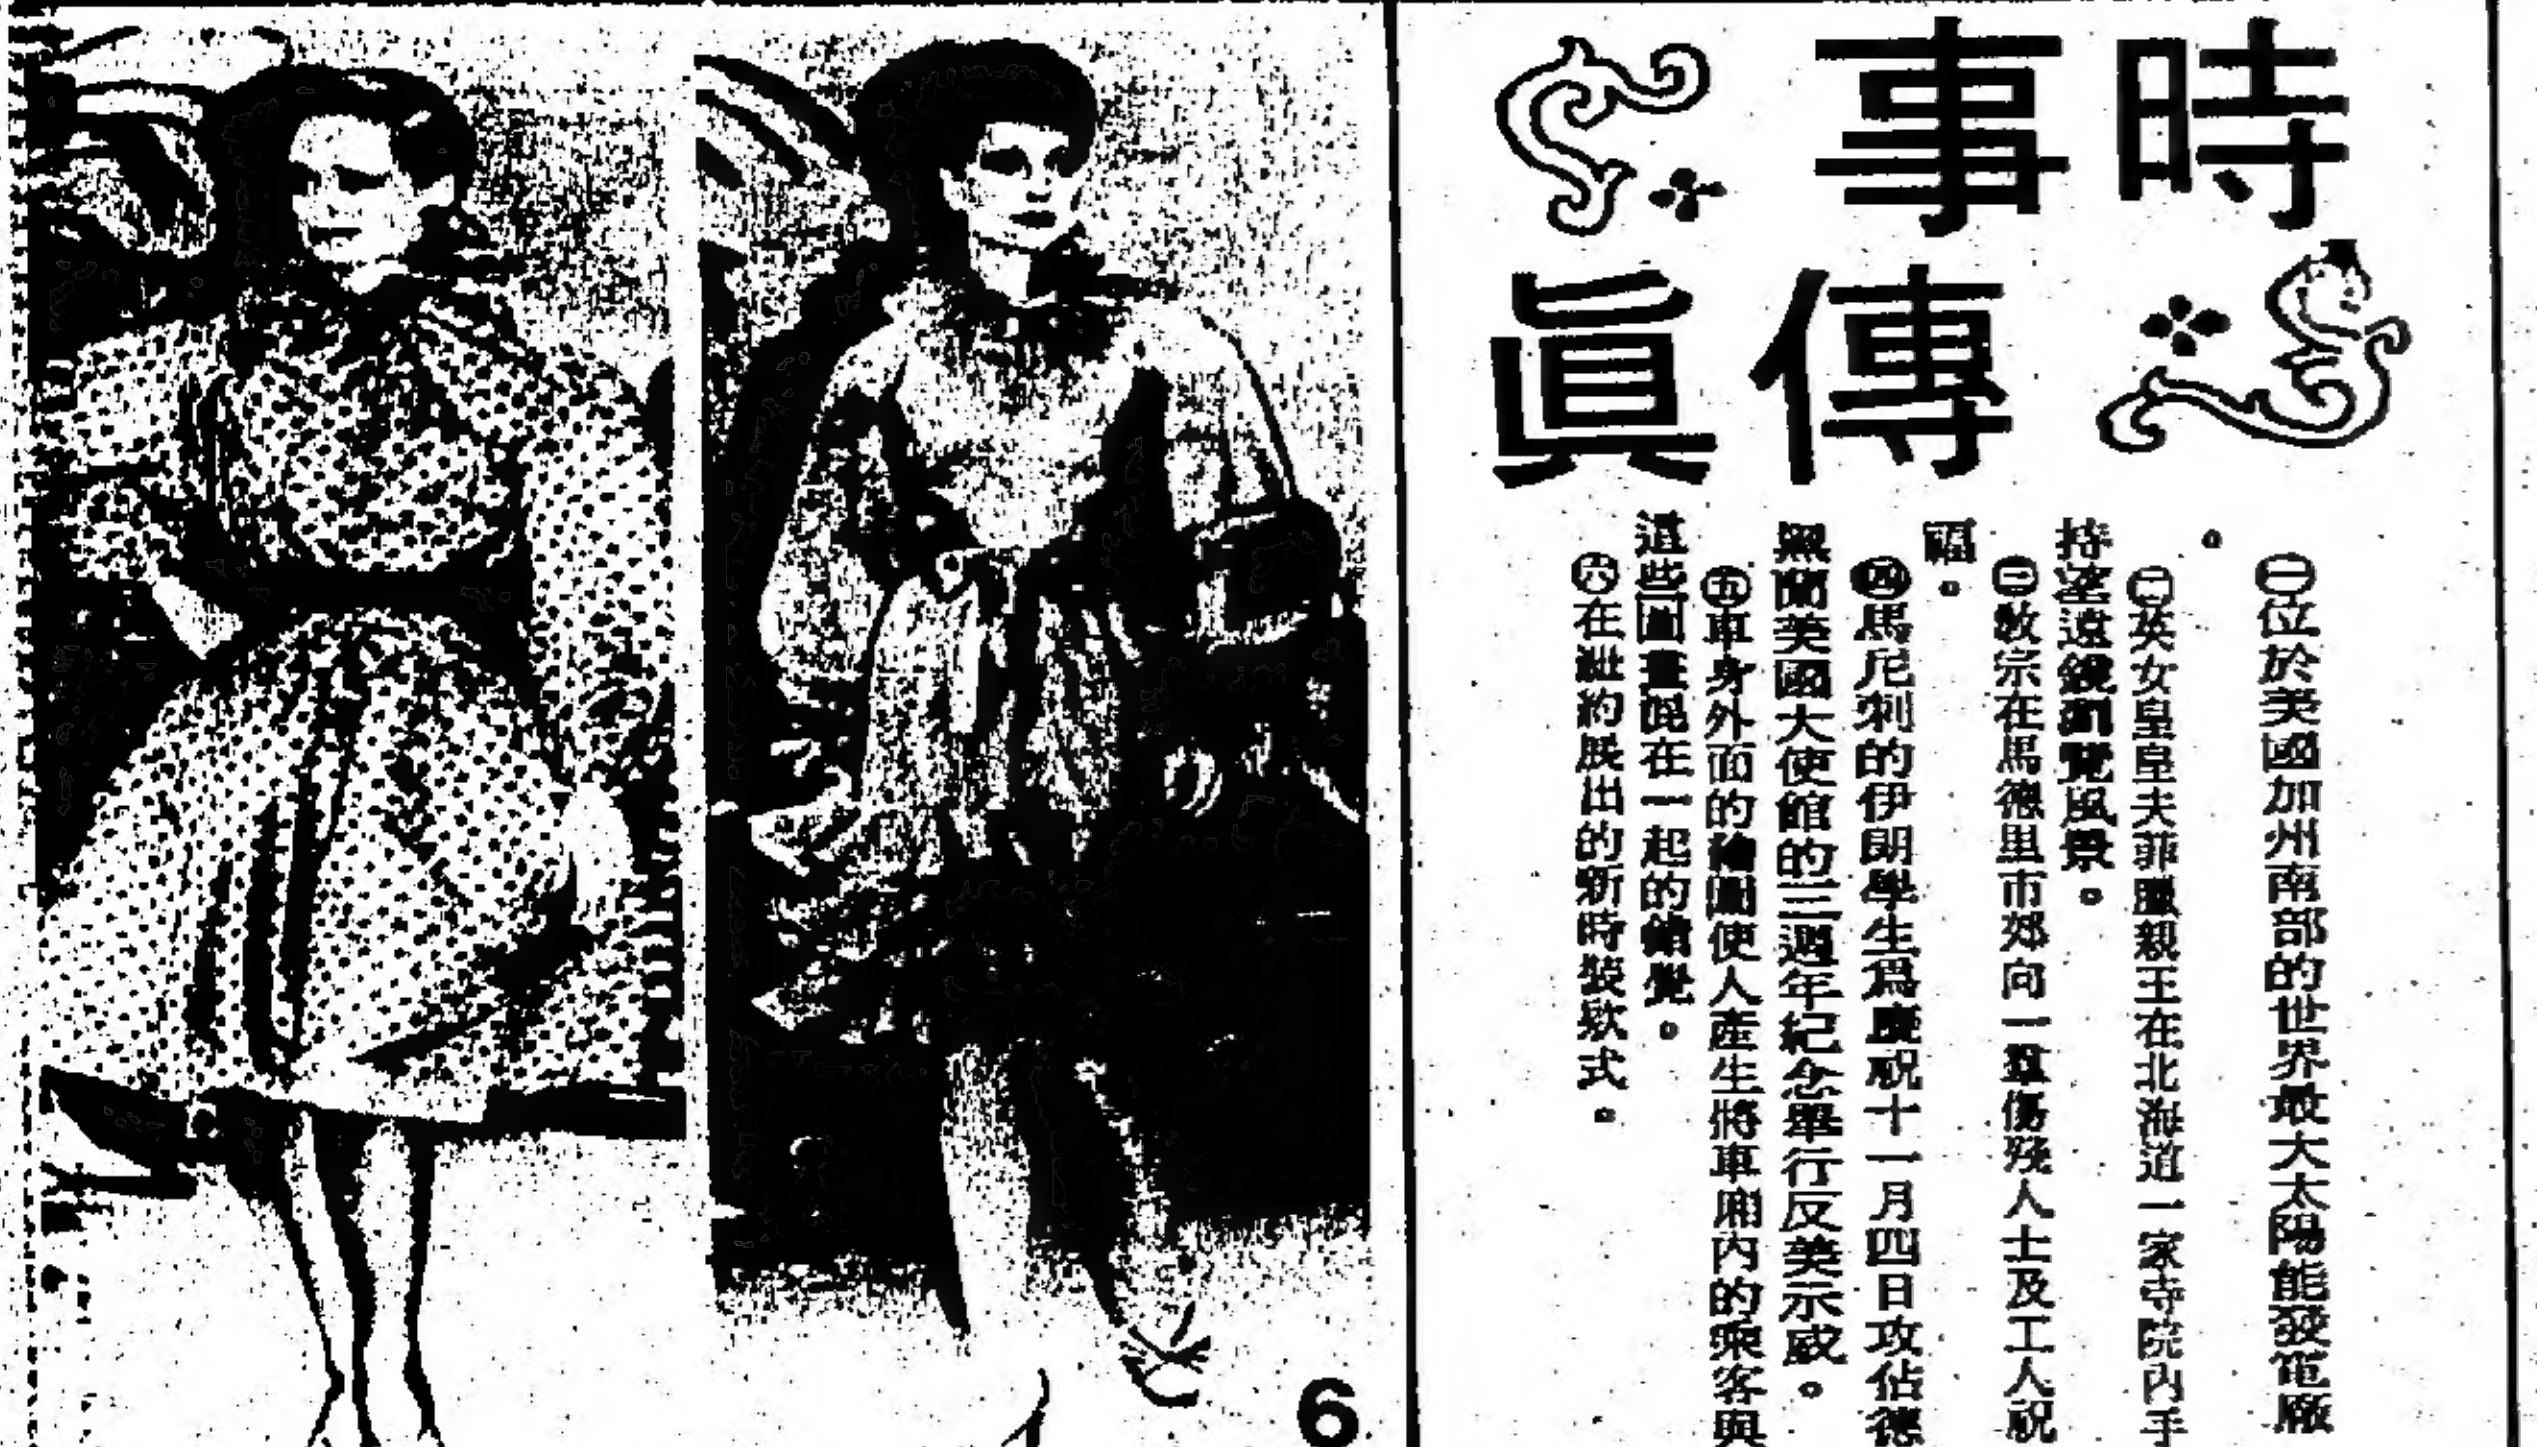 時事
傳眞
㊀位於美國加州南部的世界最大太陽能發電廠
。
㊁英女皇皇夫菲臘親王在北海道一家寺院內手
持望遠鏡瀏覽風景。
㊂敎宗在馬德里市郊向一羣傷殘人士及工人祝
福。
㊃馬尼刺的伊朗學生爲慶祝十一月四日攻佔德
黑蘭美國大使館的三週年紀念舉行反美示威。
㊄車身外面的繪圖使人產生將車廂內的乘客與
這些圖畫混在一起的錯覺。
㊅在紐約展出的新時裝欵式。
6